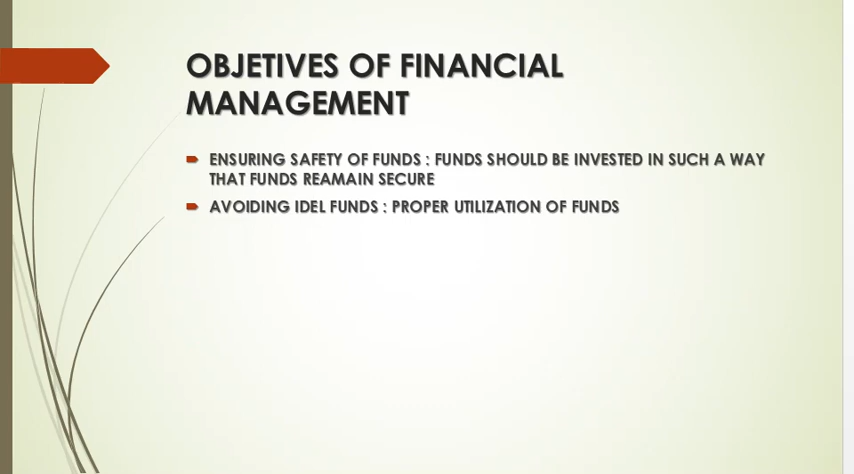 OBJETIVES OF FINANCIAL
MANAGEMENT
ENSURING SAFETY OF FUNDS : FUNDS SHOULD BE INVESTED IN SUCH A WAY
THAT FUNDS REAMAIN SECURE
AVOIDING IDEL FUNDS : PROPER UTILIZATION OF FUNDS